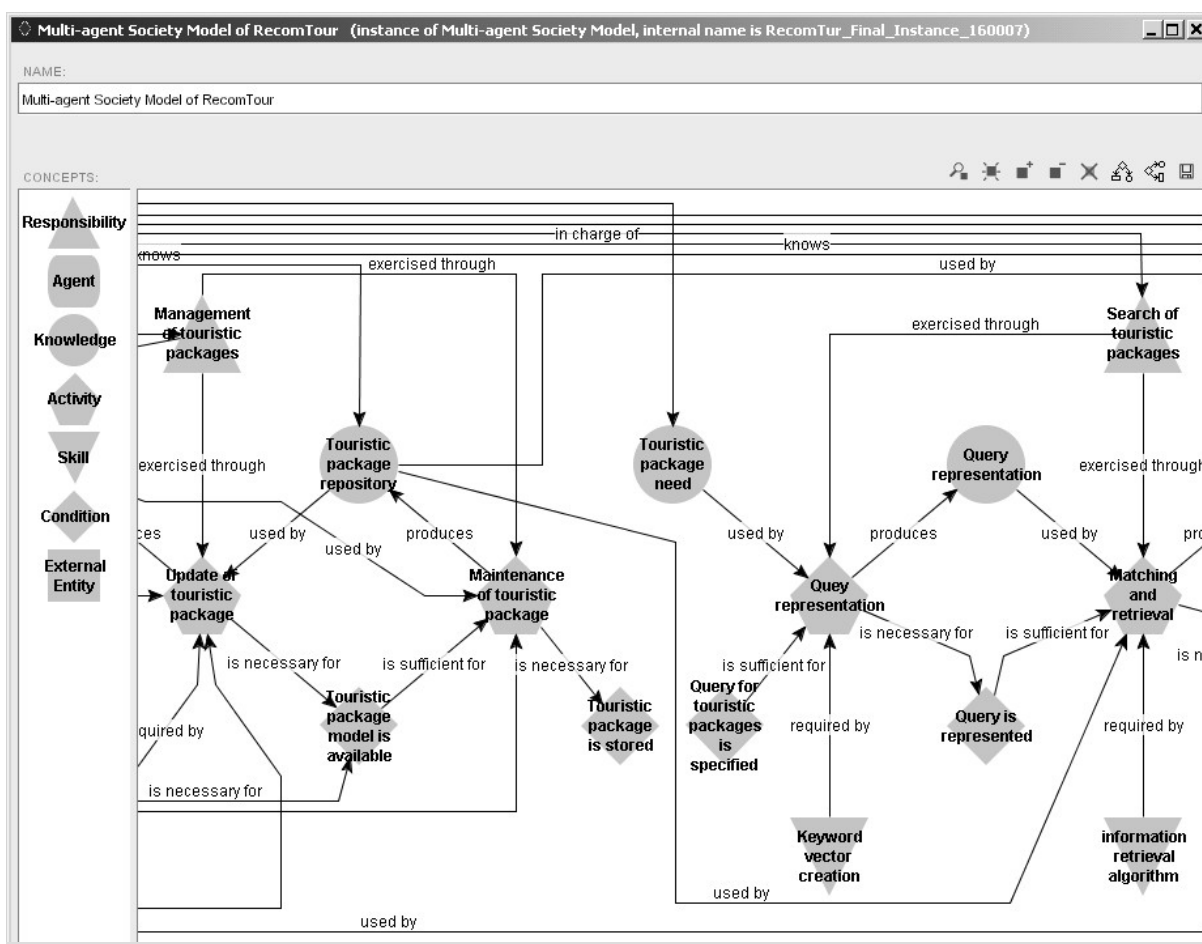 Multi-agent Society Model of RecomTour (instance of Multi-agent Society Model, internal name is RecomTur_Final_Instance_160007)
NAME:
Multi-agent Society Model of RecomTour
CONCEPTS:
Responsibility
Agent
Knowledge
Activity
Skill
Condition
External
Entity
in charge of
knows
knows
exercised through
used by
Management
of touristic
packages
exercised through
Search of
touristic
packages
Touristic
package
repository
Touristic
package
need
Query
representation
exercised through
exercised through
ces
used by
used by
produces
used by
produces
used by
pro
Update of
touristic
package
Maintenance
of touristic
package
Quey
representation
Matching
and
retrieval
is necessary for
is sufficient for
is necessary for
is sufficient for
is necessary for
is sufficient for
is n
Touristic
package
model is
available
Touristic
package
is stored
Query for
touristic
packages
is
specified
Query is
represented
quired by
required by
required by
is necessary for
Keyword
vector
creation
information
retrieval
algorithm
used by
used by